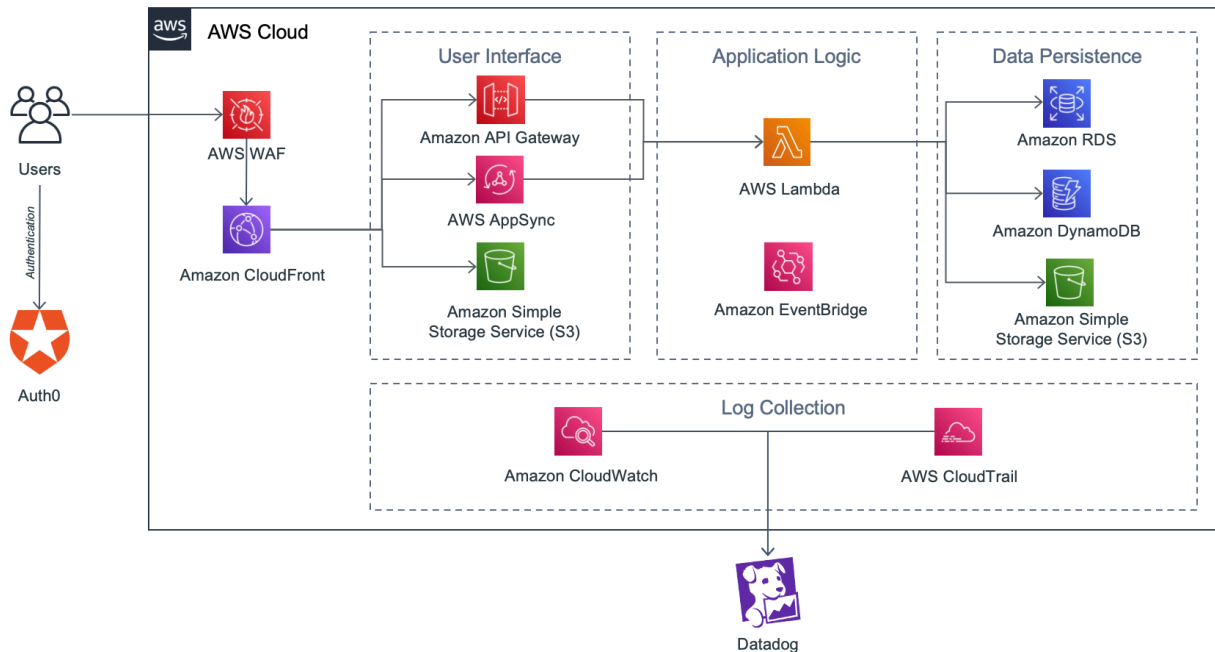 aws
AWS Cloud
User Interface
Application Logic
Data Persistence
Users
AWS WAF
Amazon API Gateway
AWS Lambda
Amazon RDS
Authentication
Amazon CloudFront
AWS AppSync
Amazon DynamoDB
Amazon Simple
Storage Service (S3)
Amazon EventBridge
Amazon Simple
Storage Service (S3)
Auth0
Log Collection
Amazon CloudWatch
AWS CloudTrail
Datadog